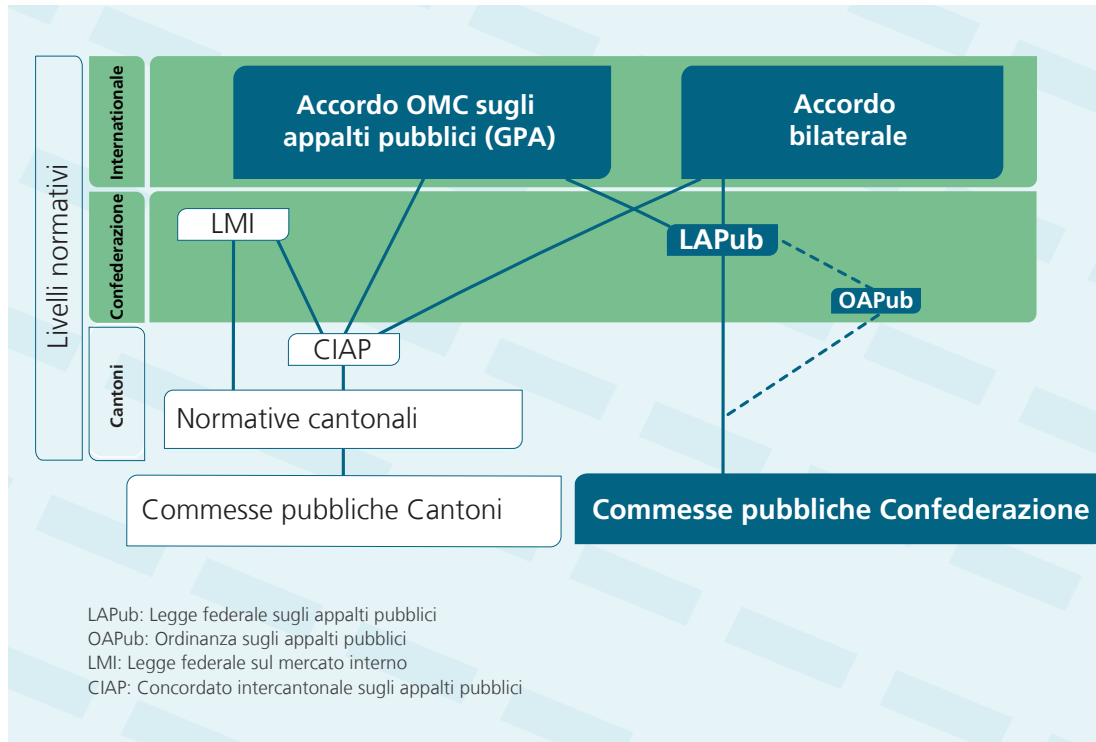 Livelli normativi
Internationale
Accordo OMC sugli
appalti pubblici (GPA)
Accordo
bilaterale
Confederazione
LMI
LAPub
OAPub
Cantoni
CIAP
Normative cantonali
Commesse pubbliche Cantoni
Commesse pubbliche Confederazione
LAPub: Legge federale sugli appalti pubblici
OAPub: Ordinanza sugli appalti pubblici
LMI: Legge federale sul mercato interno
CIAP: Concordato intercantonale sugli appalti pubblici